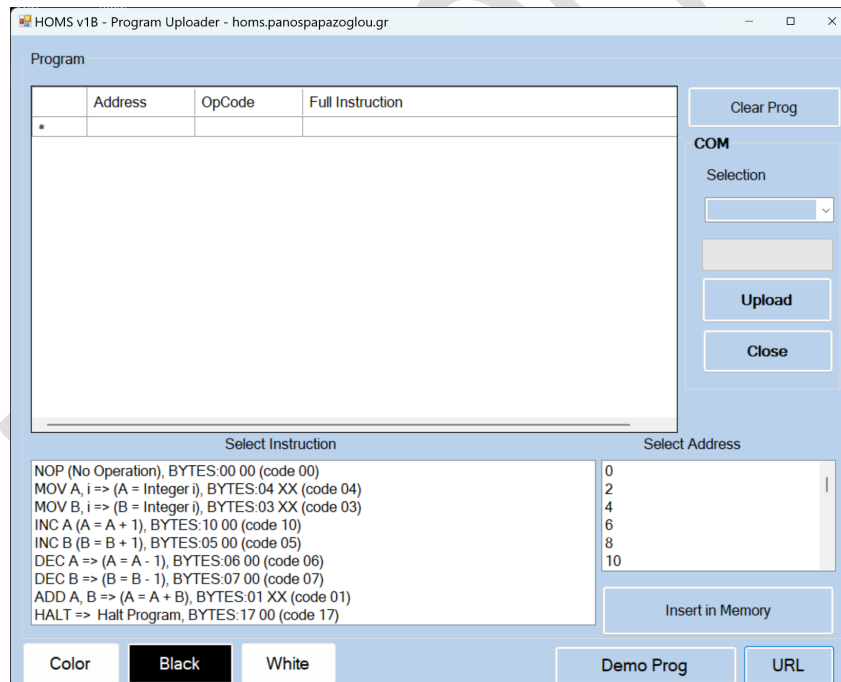 HOMS v1B - Program Uploader - homs.panospapazoglou.gr
Program
Address OpCode Full Instruction
*
Clear Prog
COM
Selection
Upload
Close
Select Instruction
NOP (No Operation), BYTES:00 00 (code 00)
MOV A, i => (A = Integer i), BYTES:04 XX (code 04)
MOV B, i => (B = Integer i), BYTES:03 XX (code 03)
INC A (A = A + 1), BYTES:10 00 (code 10)
INC B (B = B + 1), BYTES:05 00 (code 05)
DEC A => (A = A - 1), BYTES:06 00 (code 06)
DEC B => (B = B - 1), BYTES:07 00 (code 07)
ADD A, B => (A = A + B), BYTES:01 XX (code 01)
HALT => Halt Program, BYTES:17 00 (code 17)
Select Address
0
2
4
6
8
10
Insert in Memory
Color Black White Demo Prog URL